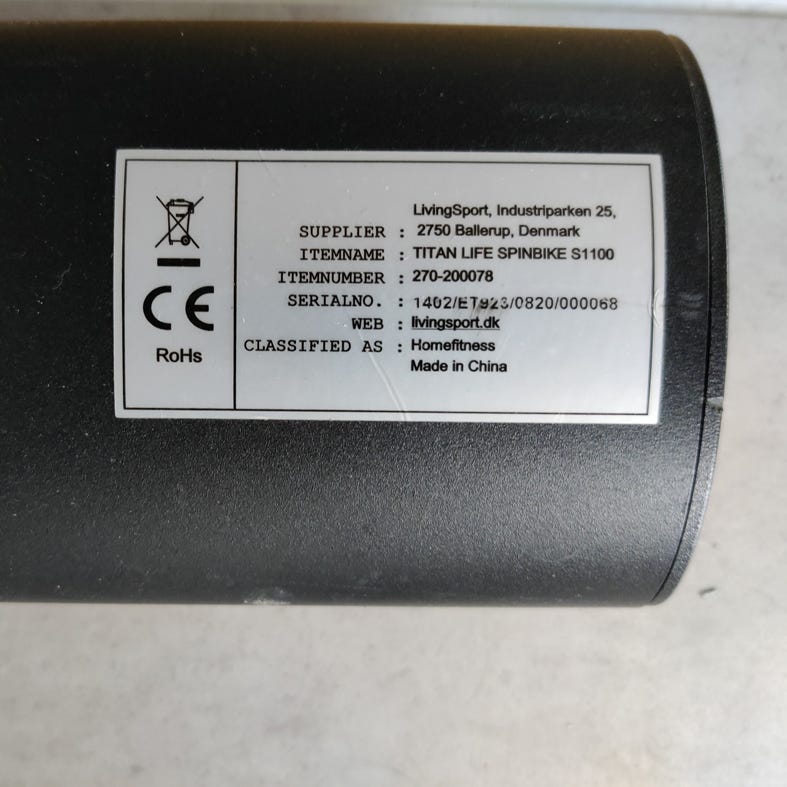 CE
RoHs
LivingSport, Industriparken 25,
SUPPLIER : 2750 Ballerup, Denmark
ITEMNAME : TITAN LIFE SPINBIKE S1100
ITEMNUMBER : 270-200078
SERIALNO. : 1402/ET923/0820/000068
WEB : livingsport.dk
CLASSIFIED AS : Homefitness
Made in China